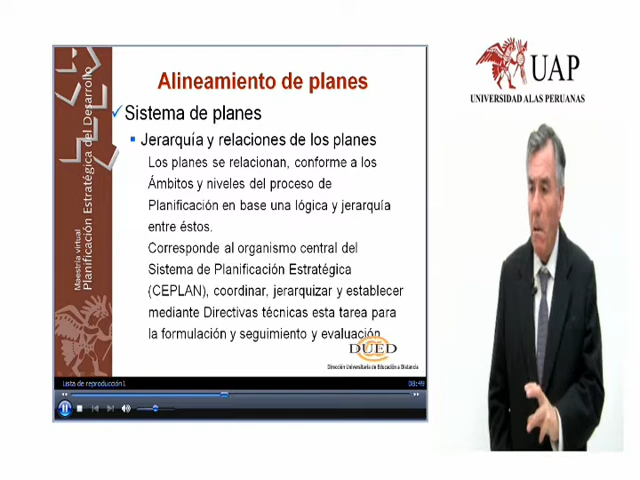 Alineamiento de planes
Sistema de planes
Jerarquía y relaciones de los planes
Los planes se relacionan, conforme a los
Ámbitos y niveles del proceso de
Planificación en base una lógica y jerarquía
entre éstos.
Corresponde al organismo central del
Sistema de Planificación Estratégica
(CEPLAN), coordinar, jerarquizar y establecer
mediante Directivas técnicas esta tarea para
la formulación y seguimiento y evaluación
Maestría virtual
Planificación Estratégica del Desarrollo
DUED
Dirección Universitaria de Educación a Distancia
Lista de reproducción1
08:49
UAP
UNIVERSIDAD ALAS PERUANAS